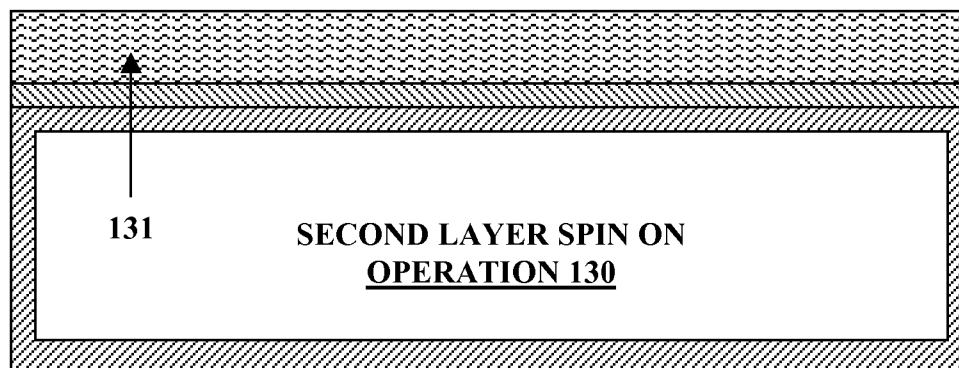 131
SECOND LAYER SPIN ON
OPERATION 130